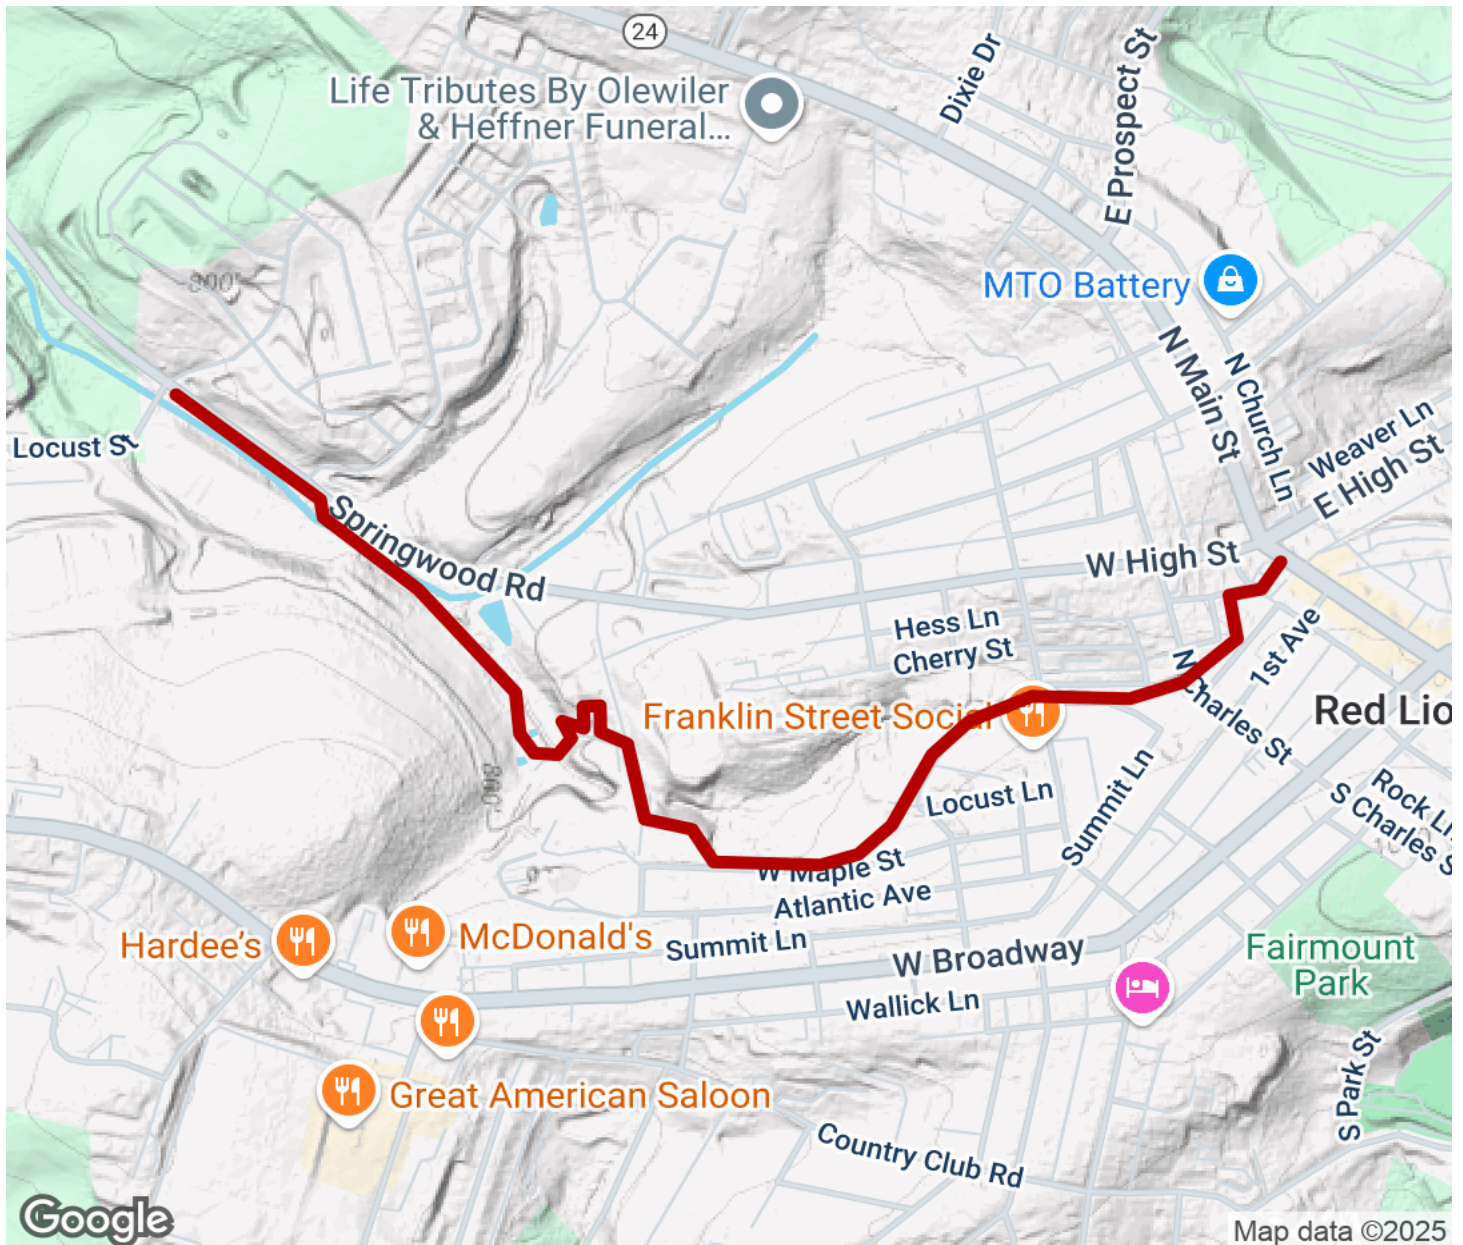 24
Dixie Dr
E Prospect St
Life Tributes By Olewiler
& Heffner Funeral...
MTO Battery
800'
N Main St
N Church Ln
Weaver Ln
E High St
Locust St
Springwood Rd
W High St
Hess Ln
Cherry St
1st Ave
N Charles St
Franklin Street Social
Red Lio
800'
Locust Ln
Summit Ln
Rock Ln
S Charles S
W Maple St
Atlantic Ave
Summit Ln
W Broadway
Wallick Ln
Hardee's
McDonald's
Fairmount
Park
Great American Saloon
S Park St
Country Club Rd
Google
Map data ©2025